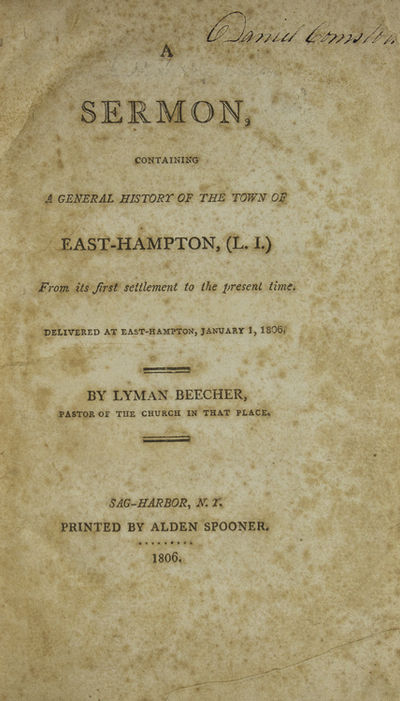 Daniel Comstock
A
SERMON,
CONTAINING
A GENERAL HISTORY OF THE TOWN OF
EAST-HAMPTON, (L. I.)
From its first settlement to the present time.
DELIVERED AT EAST-HAMPTON, JANUARY 1, 1806.
BY LYMAN BEECHER,
PASTOR OF THE CHURCH IN THAT PLACE.
SAG-HARBOR, N. Y.
PRINTED BY ALDEN SPOONER.
1806.